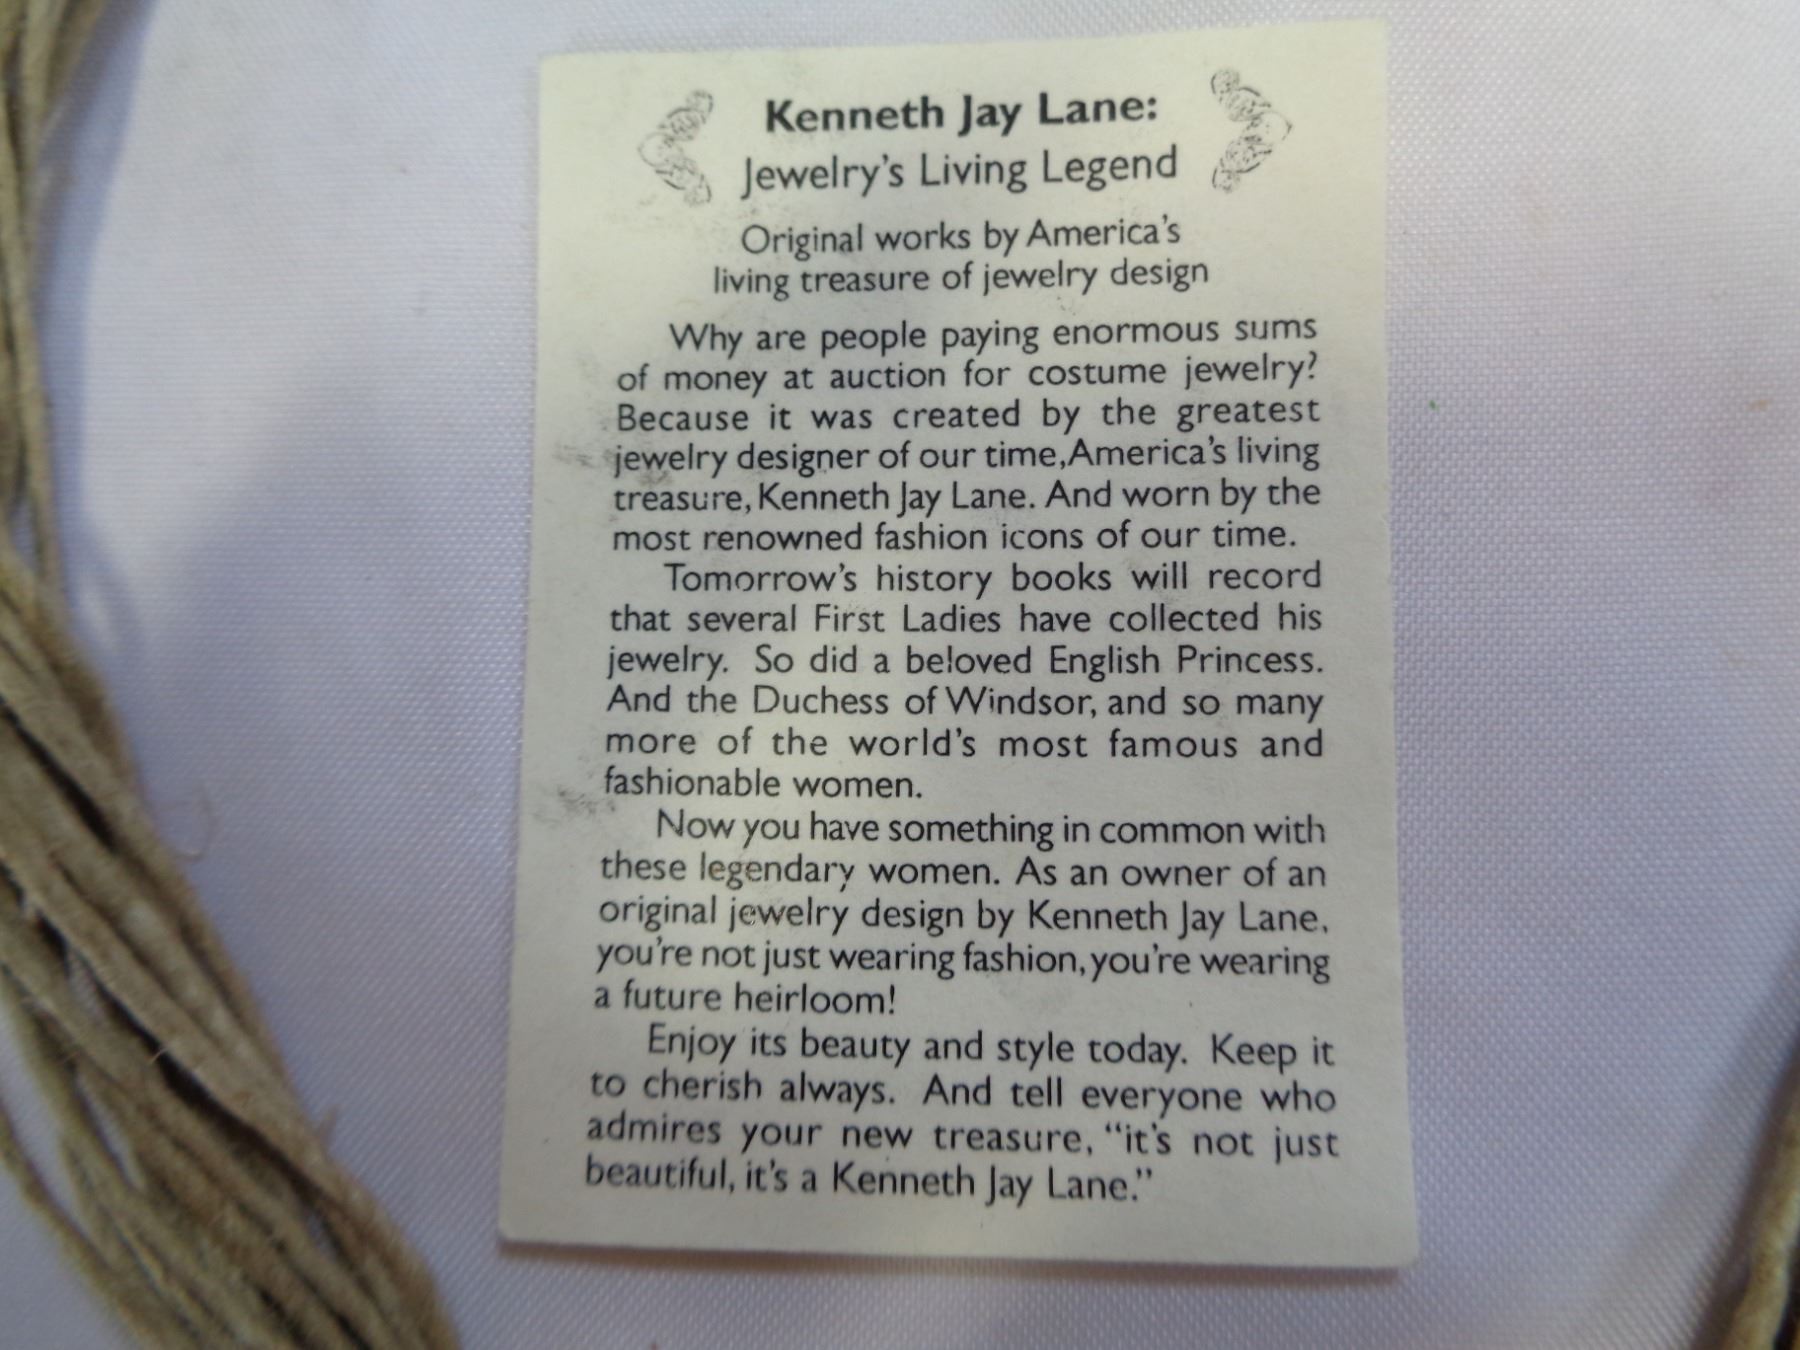 Kenneth Jay Lane:
Jewelry's Living Legend
Original works by America's
living treasure of jewelry design
Why are people paying enormous sums
of money at auction for costume jewelry?
Because it was created by the greatest
jewelry designer of our time, America's living
treasure, Kenneth Jay Lane. And worn by the
most renowned fashion icons of our time.
Tomorrow's history books will record
that several First Ladies have collected his
jewelry. So did a beloved English Princess.
And the Duchess of Windsor, and so many
more of the world's most famous and
fashionable women.
Now you have something in common with
these legendary women. As an owner of an
original jewelry design by Kenneth Jay Lane,
you're not just wearing fashion, you're wearing
a future heirloom!
Enjoy its beauty and style today. Keep it
to cherish always. And tell everyone who
admires your new treasure, "it's not just
beautiful, it's a Kenneth Jay Lane."